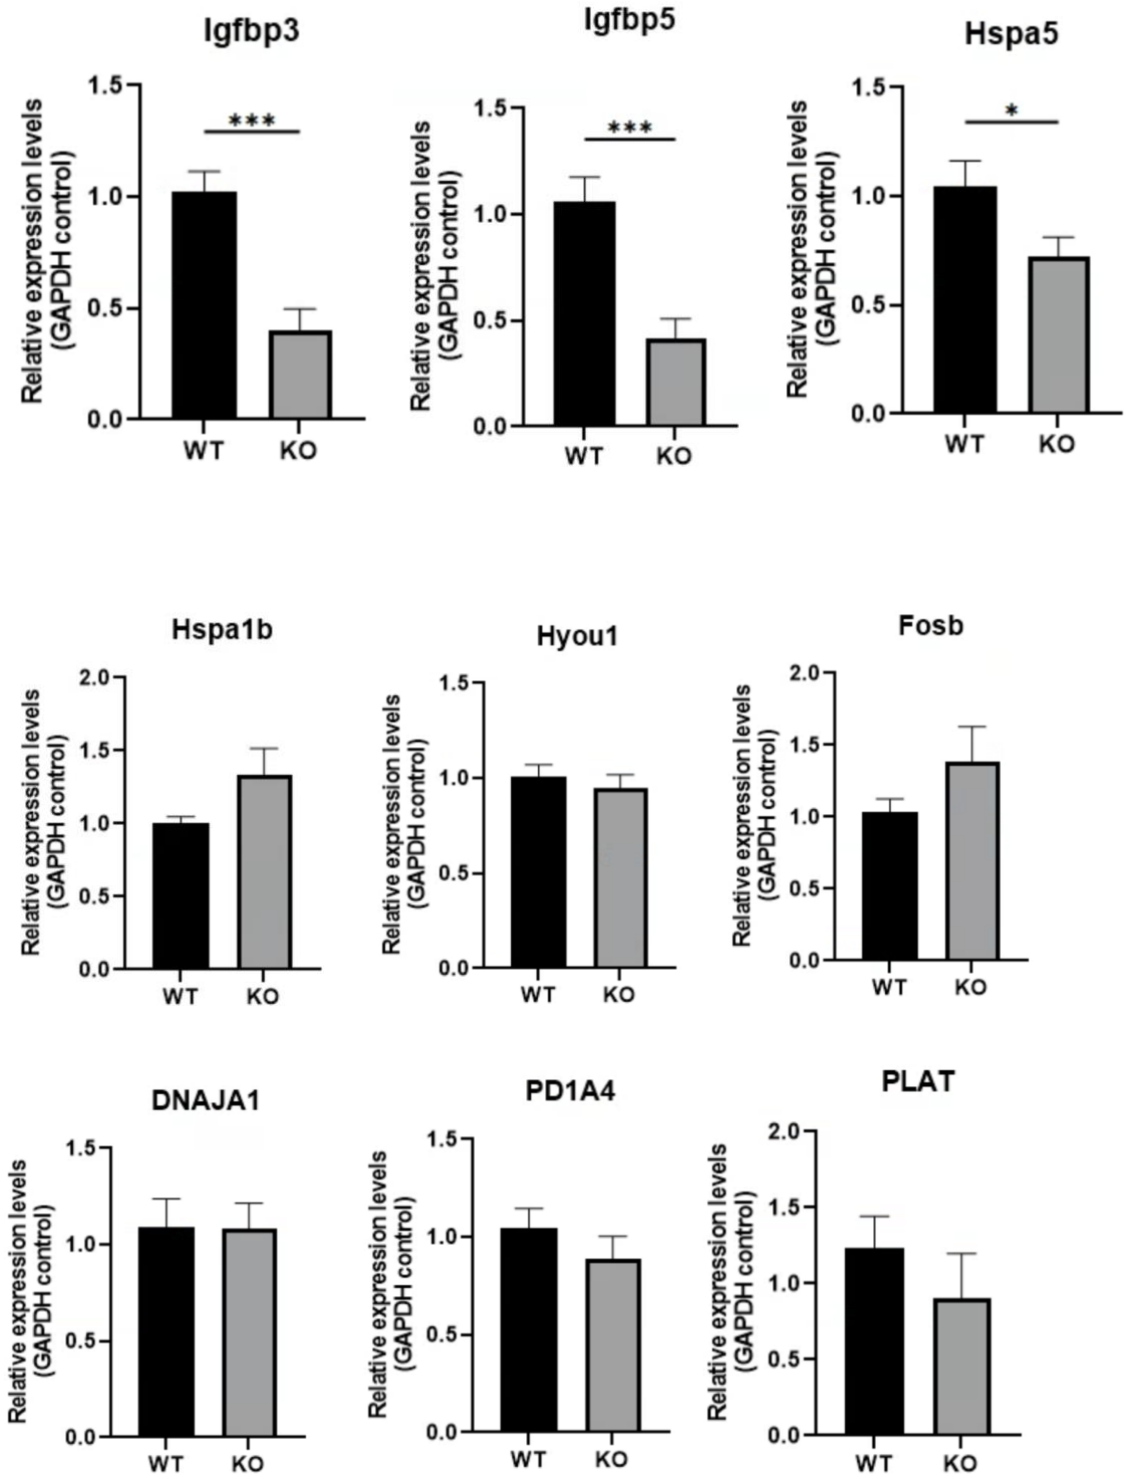 Igfbp3
Relative expression levels
(GAPDH control)
1.5
1.0
0.5
0.0
***
WT KO
Igfbp5
Relative expression levels
(GAPDH control)
1.5
1.0
0.5
0.0
***
WT KO
Hspa5
Relative expression levels
(GAPDH control)
1.5
1.0
0.5
0.0
*
WT KO
Hspa1b
Relative expression levels
(GAPDH control)
2.0
1.5
1.0
0.5
0.0
WT KO
Hyou1
Relative expression levels
(GAPDH control)
1.5
1.0
0.5
0.0
WT KO
Fosb
Relative expression levels
(GAPDH control)
2.0
1.5
1.0
0.5
0.0
WT KO
DNAJA1
Relative expression levels
(GAPDH control)
1.5
1.0
0.5
0.0
WT KO
PD1A4
Relative expression levels
(GAPDH control)
1.5
1.0
0.5
0.0
WT KO
PLAT
Relative expression levels
(GAPDH control)
2.0
1.5
1.0
0.5
0.0
WT KO